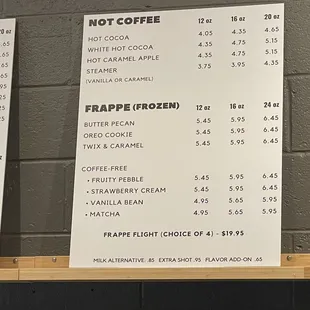 NOT COFFEE 12 oz 16 oz 20 oz
HOT COCOA 4.05 4.35 4.65
WHITE HOT COCOA 4.35 4.75 5.15
HOT CARAMEL APPLE 4.35 4.75 5.15
STEAMER 3.75 3.95 4.35
(VANILLA OR CARAMEL)
FRAPPE (FROZEN) 12 oz 16 oz 24 oz
BUTTER PECAN 5.45 5.95 6.45
OREO COOKIE 5.45 5.95 6.45
TWIX & CARAMEL 5.45 5.95 6.45
COFFEE-FREE
• FRUITY PEBBLE 5.45 5.95 6.45
• STRAWBERRY CREAM 5.45 5.95 6.45
• VANILLA BEAN 4.95 5.65 5.95
• MATCHA 4.95 5.65 5.95
FRAPPE FLIGHT (CHOICE OF 4) - $19.95
MILK ALTERNATIVE: .85 EXTRA SHOT .95 FLAVOR ADD-ON .65